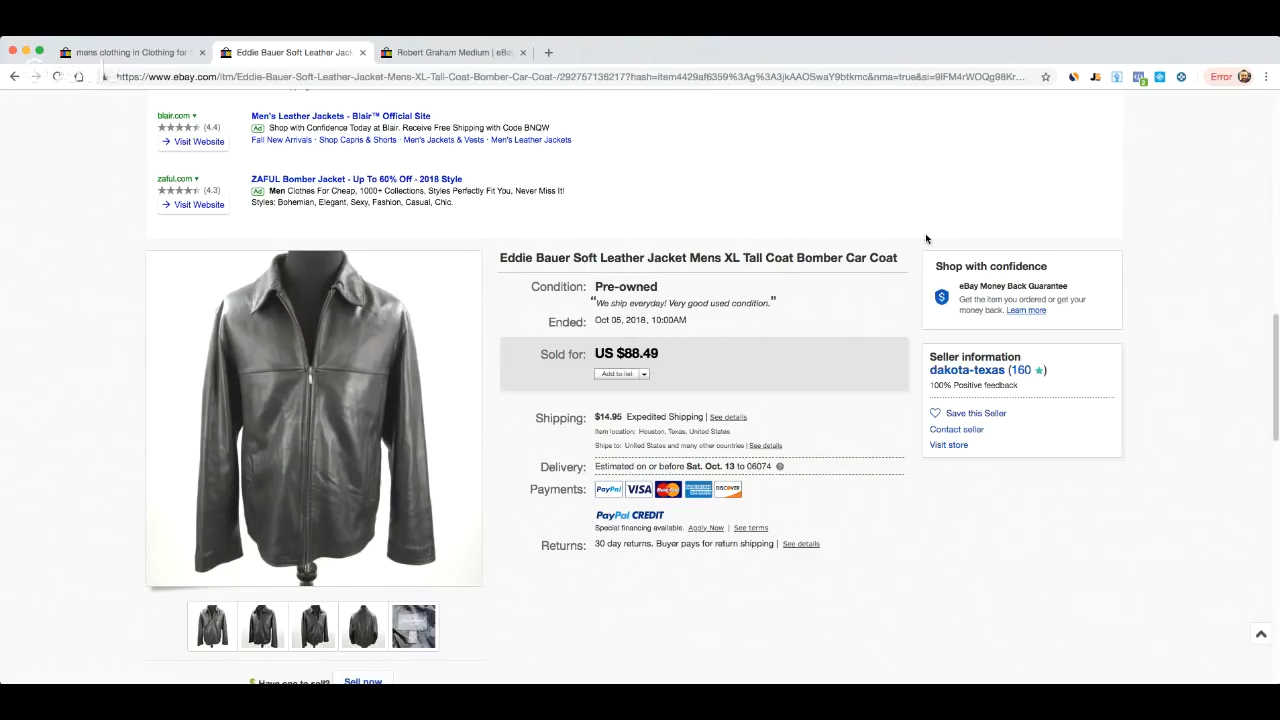 mens clothing in Clothing for
Eddie Bauer Soft Leather Jack
Robert Graham Medium | eBay
https://www.ebay.com/itm/Eddie-Bauer-Soft-Leather-Jacket-Mens-XL-Tall-Coat-Bomber-Car-Coat-/292757136217?hash=item4429af6359%3Ag%3A3jkAAOSwaY9btkmc&nma=true&si=9IFM4rWOQg98Kr...
Error
blair.com
(4.4)
Visit Website
Men's Leather Jackets - Blair™ Official Site
Ad Shop with Confidence Today at Blair. Receive Free Shipping with Code BNQW
Fall New Arrivals · Shop Capris & Shorts · Men's Jackets & Vests · Men's Leather Jackets
zaful.com
(4.3)
Visit Website
ZAFUL Bomber Jacket - Up To 60% Off - 2018 Style
Ad Men Clothes For Cheap, 1000+ Collections, Styles Perfectly Fit You, Never Miss It!
Styles: Bohemian, Elegant, Sexy, Fashion, Casual, Chic.
Eddie Bauer Soft Leather Jacket Mens XL Tall Coat Bomber Car Coat
Condition: Pre-owned
"We ship everyday! Very good used condition."
Ended: Oct 05, 2018, 10:00AM
Sold for: US $88.49
Add to list
Shipping: $14.95 Expedited Shipping | See details
Item location: Houston, Texas, United States
Ships to: United States and many other countries | See details
Delivery: Estimated on or before Sat. Oct. 13 to 06074
Payments: PayPal VISA MasterCard AMERICAN EXPRESS DISCOVER
PayPal CREDIT
Special financing available. Apply Now | See terms
Returns: 30 day returns. Buyer pays for return shipping | See details
Shop with confidence
eBay Money Back Guarantee
Get the item you ordered or get your
money back. Learn more
Seller information
dakota-texas (160)
100% Positive feedback
Save this Seller
Contact seller
Visit store
Have one to sell? Sell now